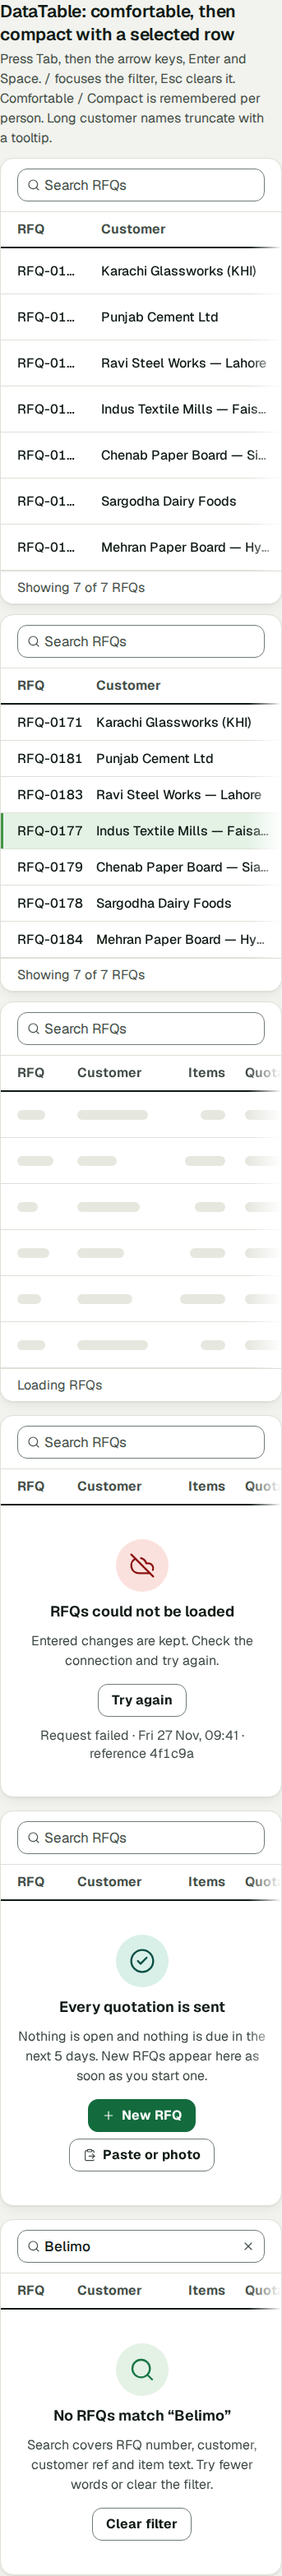 DataTable: comfortable, then
compact with a selected row
Press Tab, then the arrow keys, Enter and
Space. / focuses the filter, Esc clears it.
Comfortable / Compact is remembered per
person. Long customer names truncate with
a tooltip.
Search RFQs
RFQ Customer
RFQ-01… Karachi Glassworks (KHI)
RFQ-01… Punjab Cement Ltd
RFQ-01… Ravi Steel Works — Lahore
RFQ-01… Indus Textile Mills — Fais…
RFQ-01… Chenab Paper Board — Si…
RFQ-01… Sargodha Dairy Foods
RFQ-01… Mehran Paper Board — Hy…
Showing 7 of 7 RFQs
Search RFQs
RFQ Customer
RFQ-0171 Karachi Glassworks (KHI)
RFQ-0181 Punjab Cement Ltd
RFQ-0183 Ravi Steel Works — Lahore
RFQ-0177 Indus Textile Mills — Faisa…
RFQ-0179 Chenab Paper Board — Sia…
RFQ-0178 Sargodha Dairy Foods
RFQ-0184 Mehran Paper Board — Hy…
Showing 7 of 7 RFQs
Search RFQs
RFQ Customer Items Quot
Loading RFQs
Search RFQs
RFQ Customer Items Quot
RFQs could not be loaded
Entered changes are kept. Check the
connection and try again.
Try again
Request failed · Fri 27 Nov, 09:41 ·
reference 4f1c9a
Search RFQs
RFQ Customer Items Quot
Every quotation is sent
Nothing is open and nothing is due in the
next 5 days. New RFQs appear here as
soon as you start one.
New RFQ
Paste or photo
Belimo
RFQ Customer Items Quot
No RFQs match “Belimo”
Search covers RFQ number, customer,
customer ref and item text. Try fewer
words or clear the filter.
Clear filter